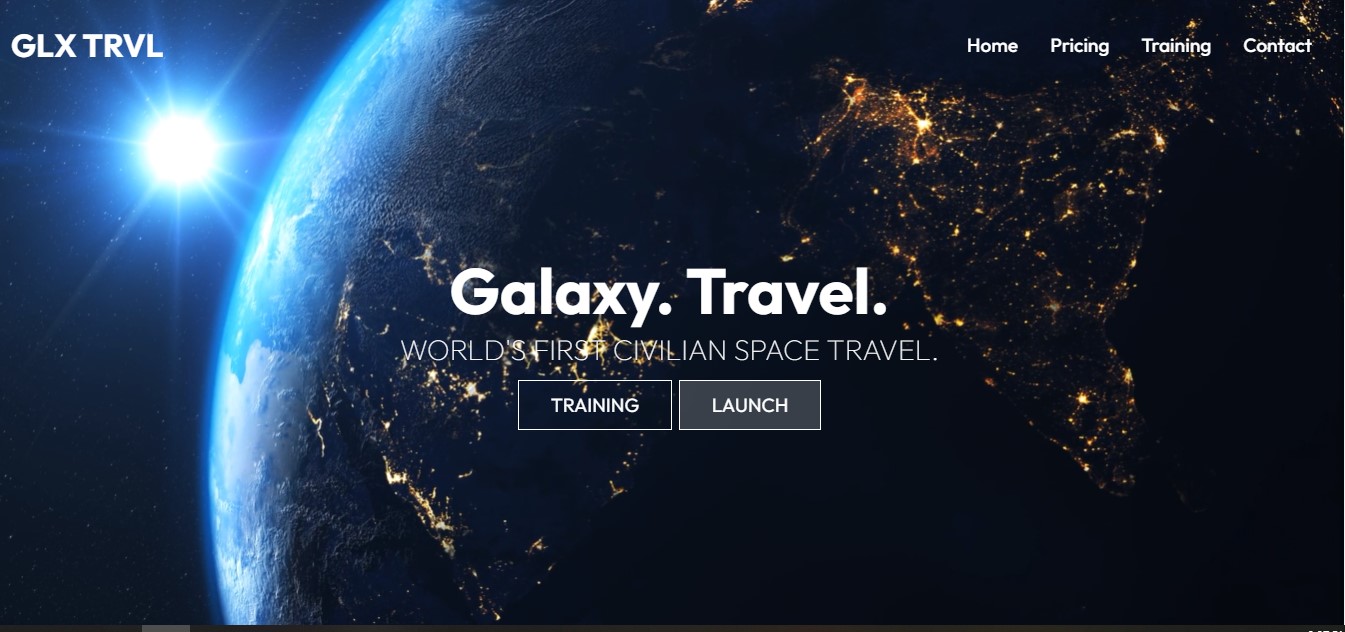 GLX TRVL
Home Pricing Training Contact
Galaxy. Travel.
WORLD'S FIRST CIVILIAN SPACE TRAVEL.
TRAINING LAUNCH